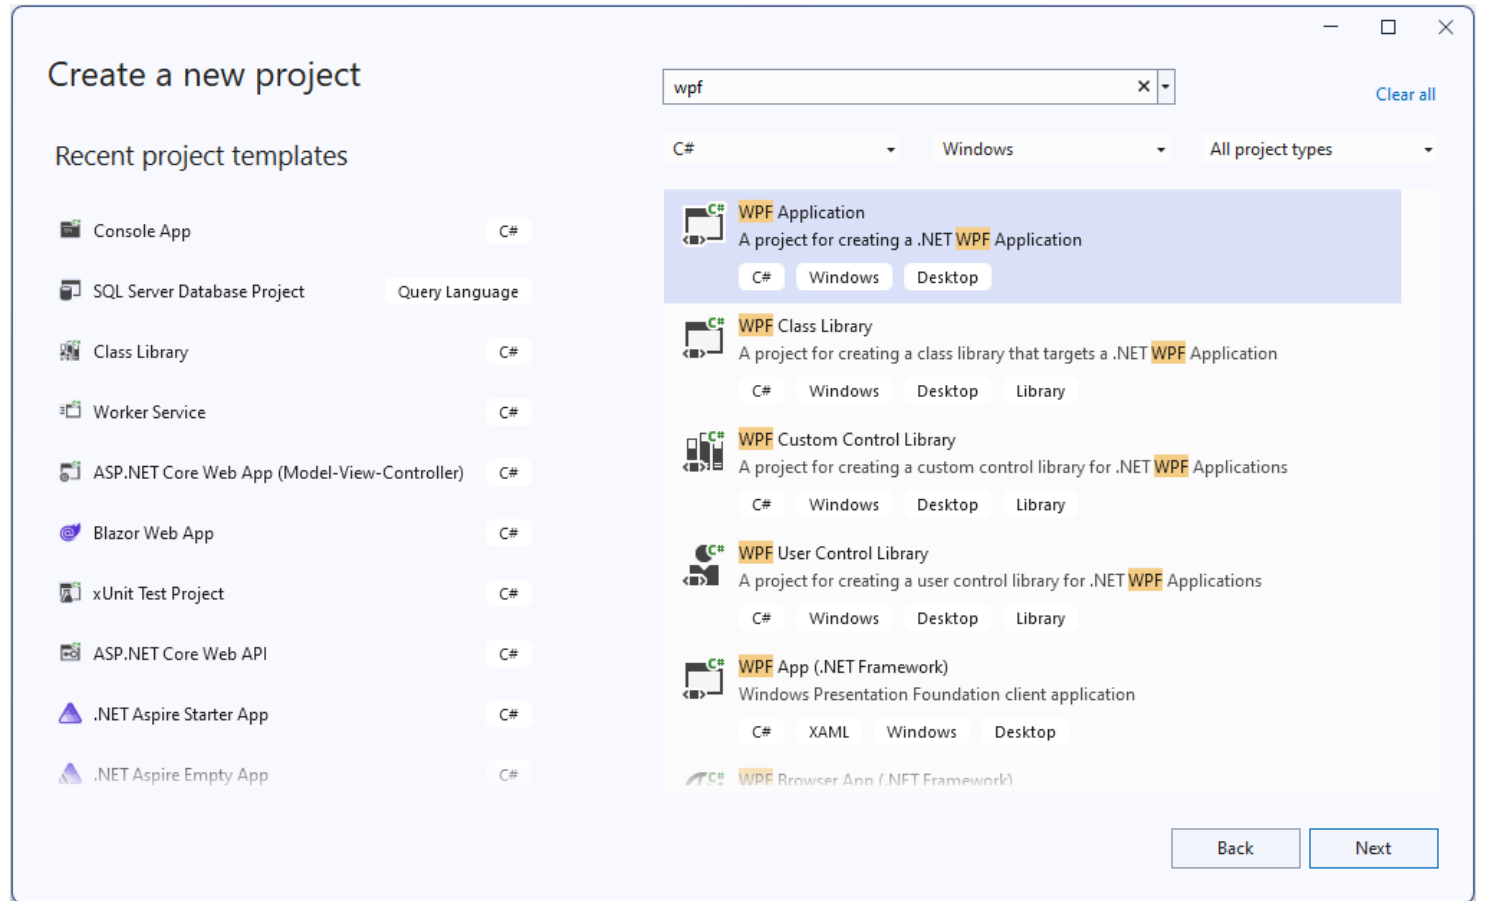 Create a new project
wpf
Clear all
Recent project templates
C#
Windows
All project types
Console App C#
SQL Server Database Project Query Language
Class Library C#
Worker Service C#
ASP.NET Core Web App (Model-View-Controller) C#
Blazor Web App C#
xUnit Test Project C#
ASP.NET Core Web API C#
.NET Aspire Starter App C#
.NET Aspire Empty App C#
C#
WPF Application
A project for creating a .NET WPF Application
C# Windows Desktop
C#
WPF Class Library
A project for creating a class library that targets a .NET WPF Application
C# Windows Desktop Library
C#
WPF Custom Control Library
A project for creating a custom control library for .NET WPF Applications
C# Windows Desktop Library
C#
WPF User Control Library
A project for creating a user control library for .NET WPF Applications
C# Windows Desktop Library
C#
WPF App (.NET Framework)
Windows Presentation Foundation client application
C# XAML Windows Desktop
C#
WPF Browser App (.NET Framework)
Back
Next